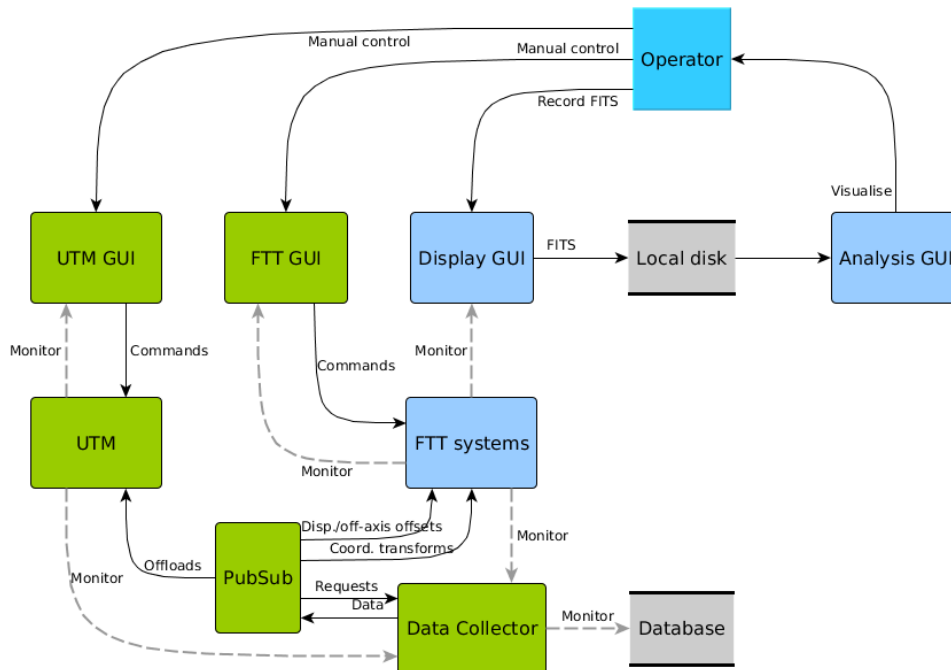 Manual control
Manual control
Operator
Record FITS
Visualise
UTM GUI
FTT GUI
Display GUI
FITS
Local disk
Analysis GUI
Monitor
Commands
Monitor
Commands
UTM
FTT systems
Monitor
Disp./off-axis offsets
Coord. transforms
Monitor
Offloads
Monitor
PubSub
Requests
Data
Data Collector
Monitor
Database